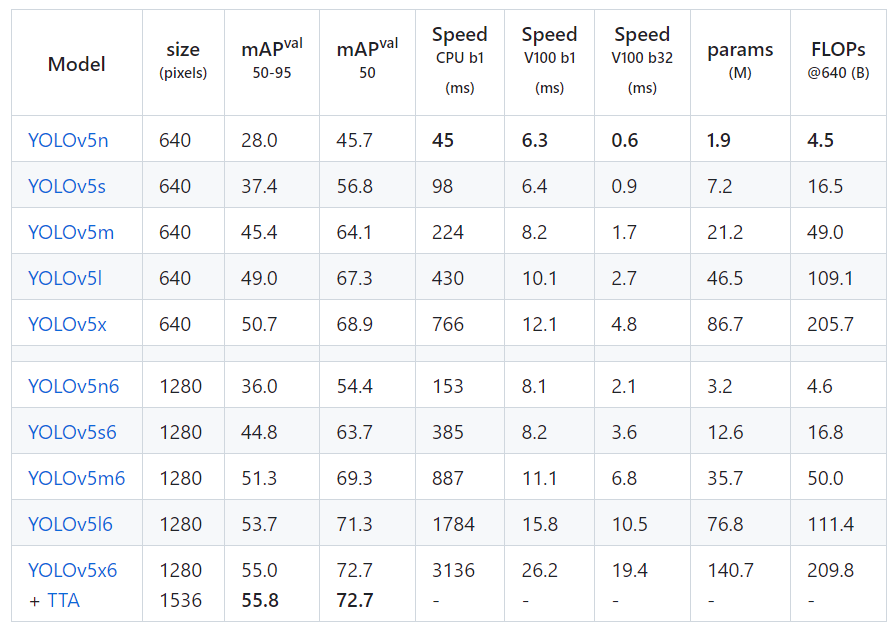 Model size (pixels) mAPval 50-95 mAPval 50 Speed CPU b1 (ms) Speed V100 b1 (ms) Speed V100 b32 (ms) params (M) FLOPs @640 (B)
YOLOv5n 640 28.0 45.7 45 6.3 0.6 1.9 4.5
YOLOv5s 640 37.4 56.8 98 6.4 0.9 7.2 16.5
YOLOv5m 640 45.4 64.1 224 8.2 1.7 21.2 49.0
YOLOv5l 640 49.0 67.3 430 10.1 2.7 46.5 109.1
YOLOv5x 640 50.7 68.9 766 12.1 4.8 86.7 205.7
YOLOv5n6 1280 36.0 54.4 153 8.1 2.1 3.2 4.6
YOLOv5s6 1280 44.8 63.7 385 8.2 3.6 12.6 16.8
YOLOv5m6 1280 51.3 69.3 887 11.1 6.8 35.7 50.0
YOLOv5l6 1280 53.7 71.3 1784 15.8 10.5 76.8 111.4
YOLOv5x6 1280 55.0 72.7 3136 26.2 19.4 140.7 209.8
+ TTA 1536 55.8 72.7 - - - - -